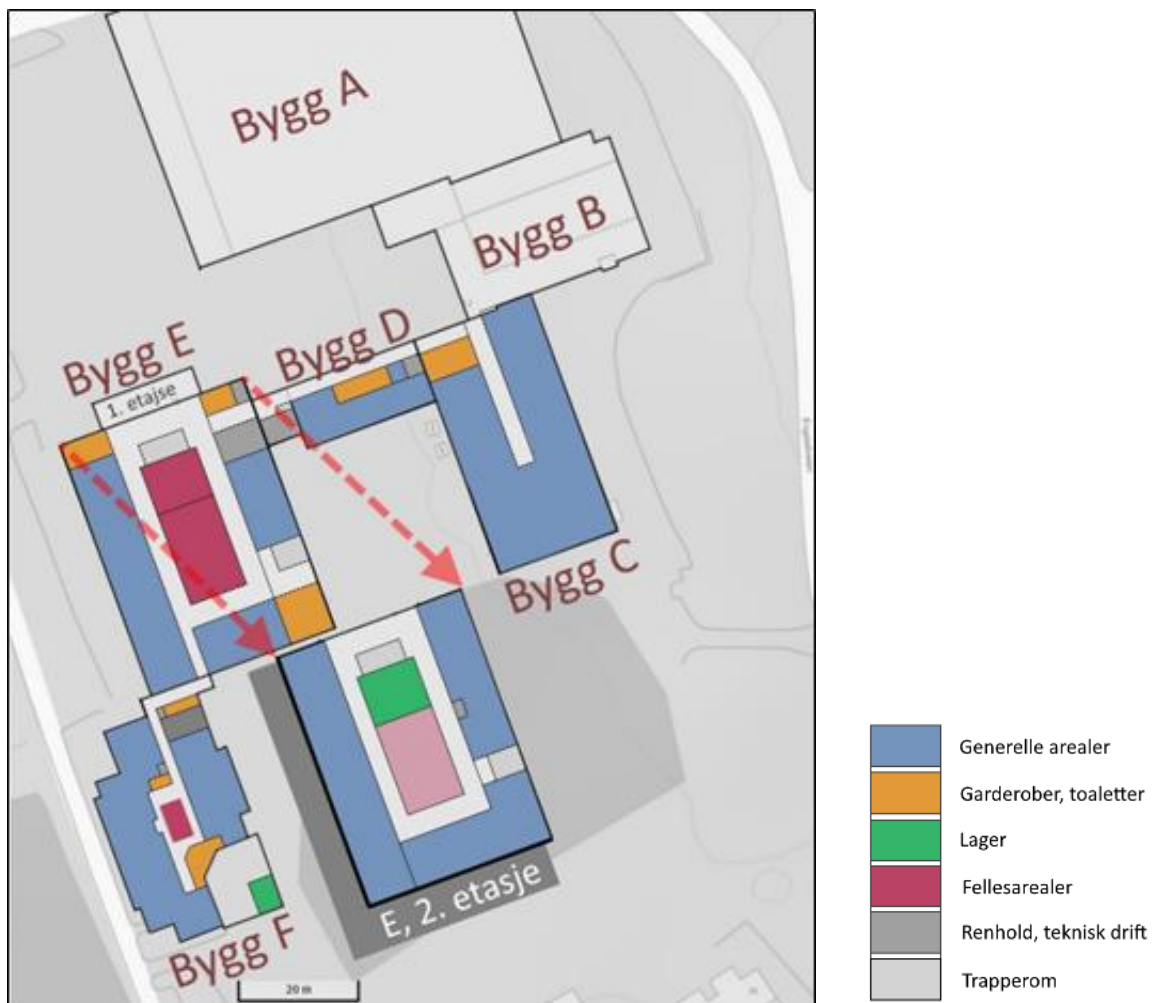 Bygg A
Bygg B
Bygg D
Bygg E
1. etajse
Bygg C
E, 2. etasje
Bygg F
20 m
Generelle arealer
Garderober, toaletter
Lager
Fellesarealer
Renhold, teknisk drift
Trapperom